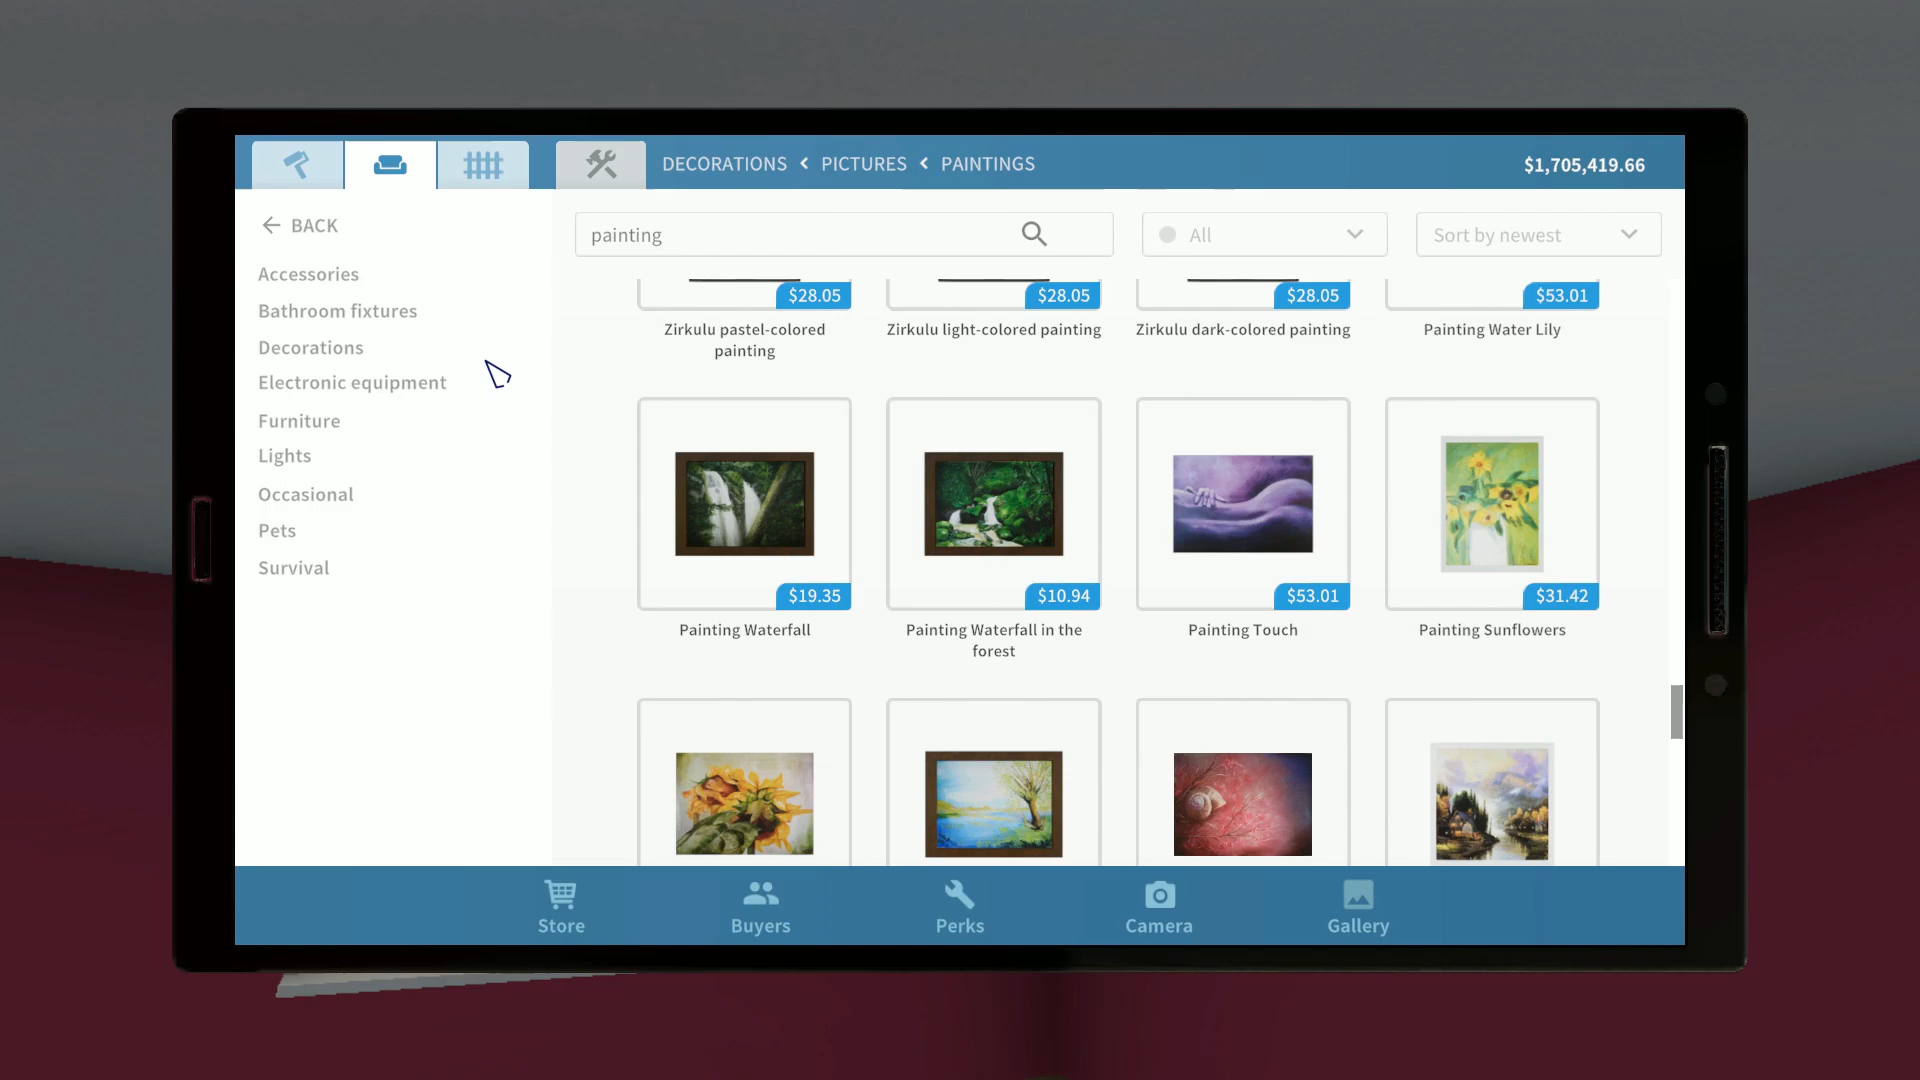 DECORATIONS < PICTURES < PAINTINGS
$1,705,419.66
BACK
Accessories
Bathroom fixtures
Decorations
Electronic equipment
Furniture
Lights
Occasional
Pets
Survival
painting
All
Sort by newest
$28.05
$28.05
$28.05
$53.01
Zirkulu pastel-colored
painting
Zirkulu light-colored painting
Zirkulu dark-colored painting
Painting Water Lily
$19.35
$10.94
$53.01
$31.42
Painting Waterfall
Painting Waterfall in the
forest
Painting Touch
Painting Sunflowers
Store
Buyers
Perks
Camera
Gallery